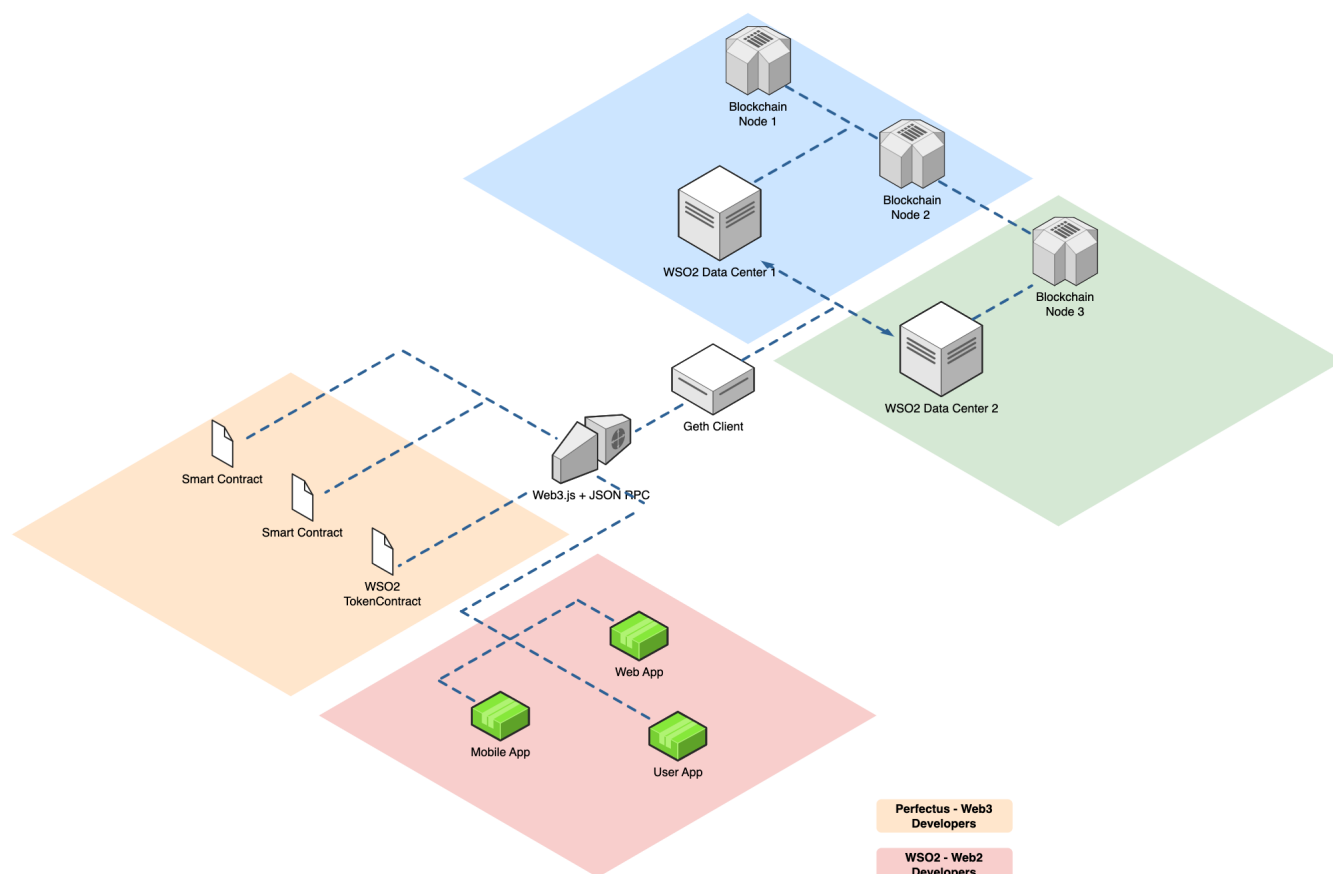 Blockchain
Node 1
Blockchain
Node 2
WSO2 Data Center 1
Blockchain
Node 3
WSO2 Data Center 2
Geth Client
Smart Contract
Web3.js + JSON RPC
Smart Contract
WSO2
TokenContract
Web App
Mobile App
User App
Perfectus - Web3
Developers
WSO2 - Web2
Developers